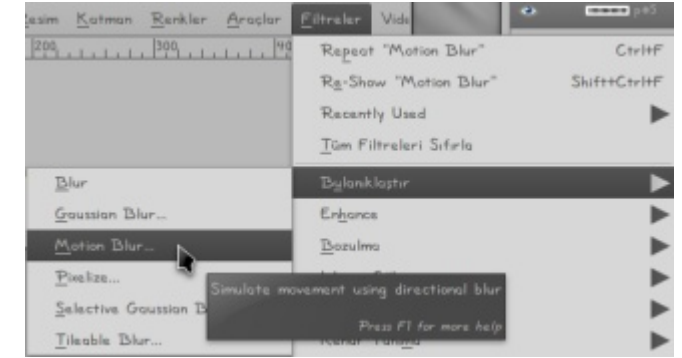 Resim Katman Renkler Araçlar Filtreler
200 300
Repeat "Motion Blur" Ctrl+F
Re-Show "Motion Blur" Shift+Ctrl+F
Recently Used
Tüm Filtreleri Sıfırla
Bulanıklaştır
Enhance
Bozulma
Blur
Gaussian Blur...
Motion Blur...
Pixelize...
Selective Gaussian B
Tileable Blur...
Simulate movement using directional blur
Press F1 for more help